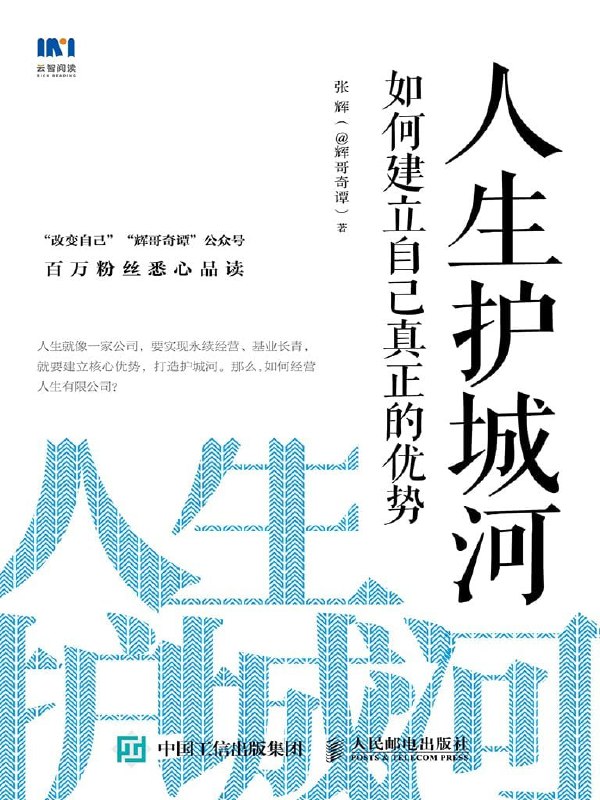 云智阅读
RICH READING
人生护城河
如何建立自己真正的优势
张辉（@辉哥奇谭）著
“改变自己”“辉哥奇谭”公众号
百万粉丝悉心品读
人生就像一家公司，要实现永续经营、基业长青，
就要建立核心优势，打造护城河。那么，如何经营
人生有限公司？
人生
护城河
中国工信出版集团
人民邮电出版社
POSTS & TELECOM PRESS